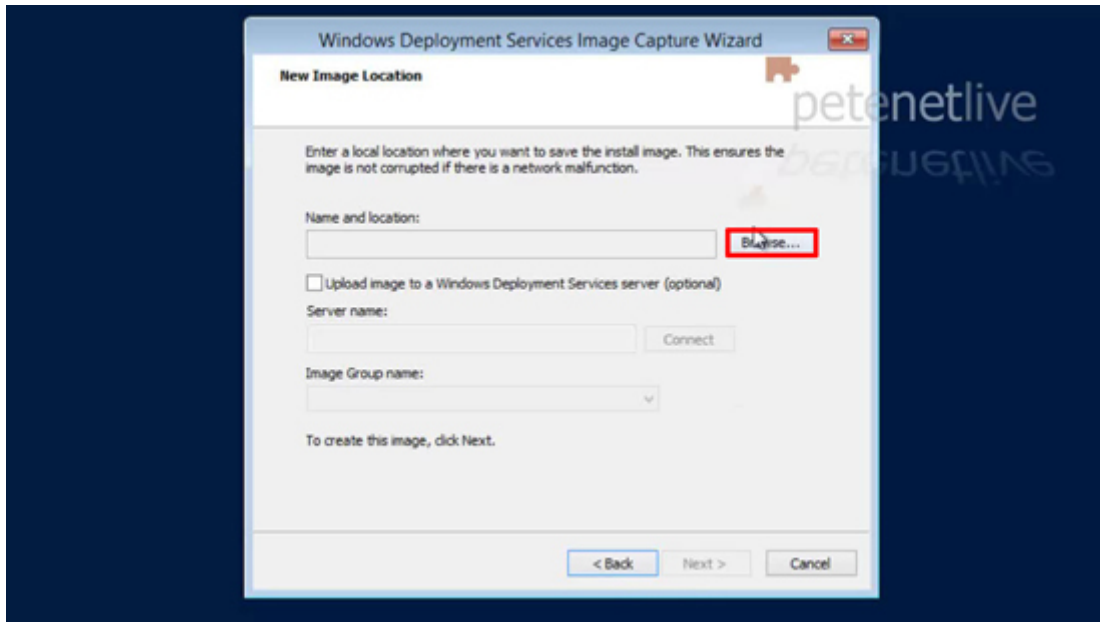 Windows Deployment Services Image Capture Wizard
New Image Location
petenetlive
Enter a local location where you want to save the install image. This ensures the
image is not corrupted if there is a network malfunction.
petenetlive
Name and location:
Browse...
Upload image to a Windows Deployment Services server (optional)
Server name:
Connect
Image Group name:
To create this image, click Next.
< Back Next > Cancel